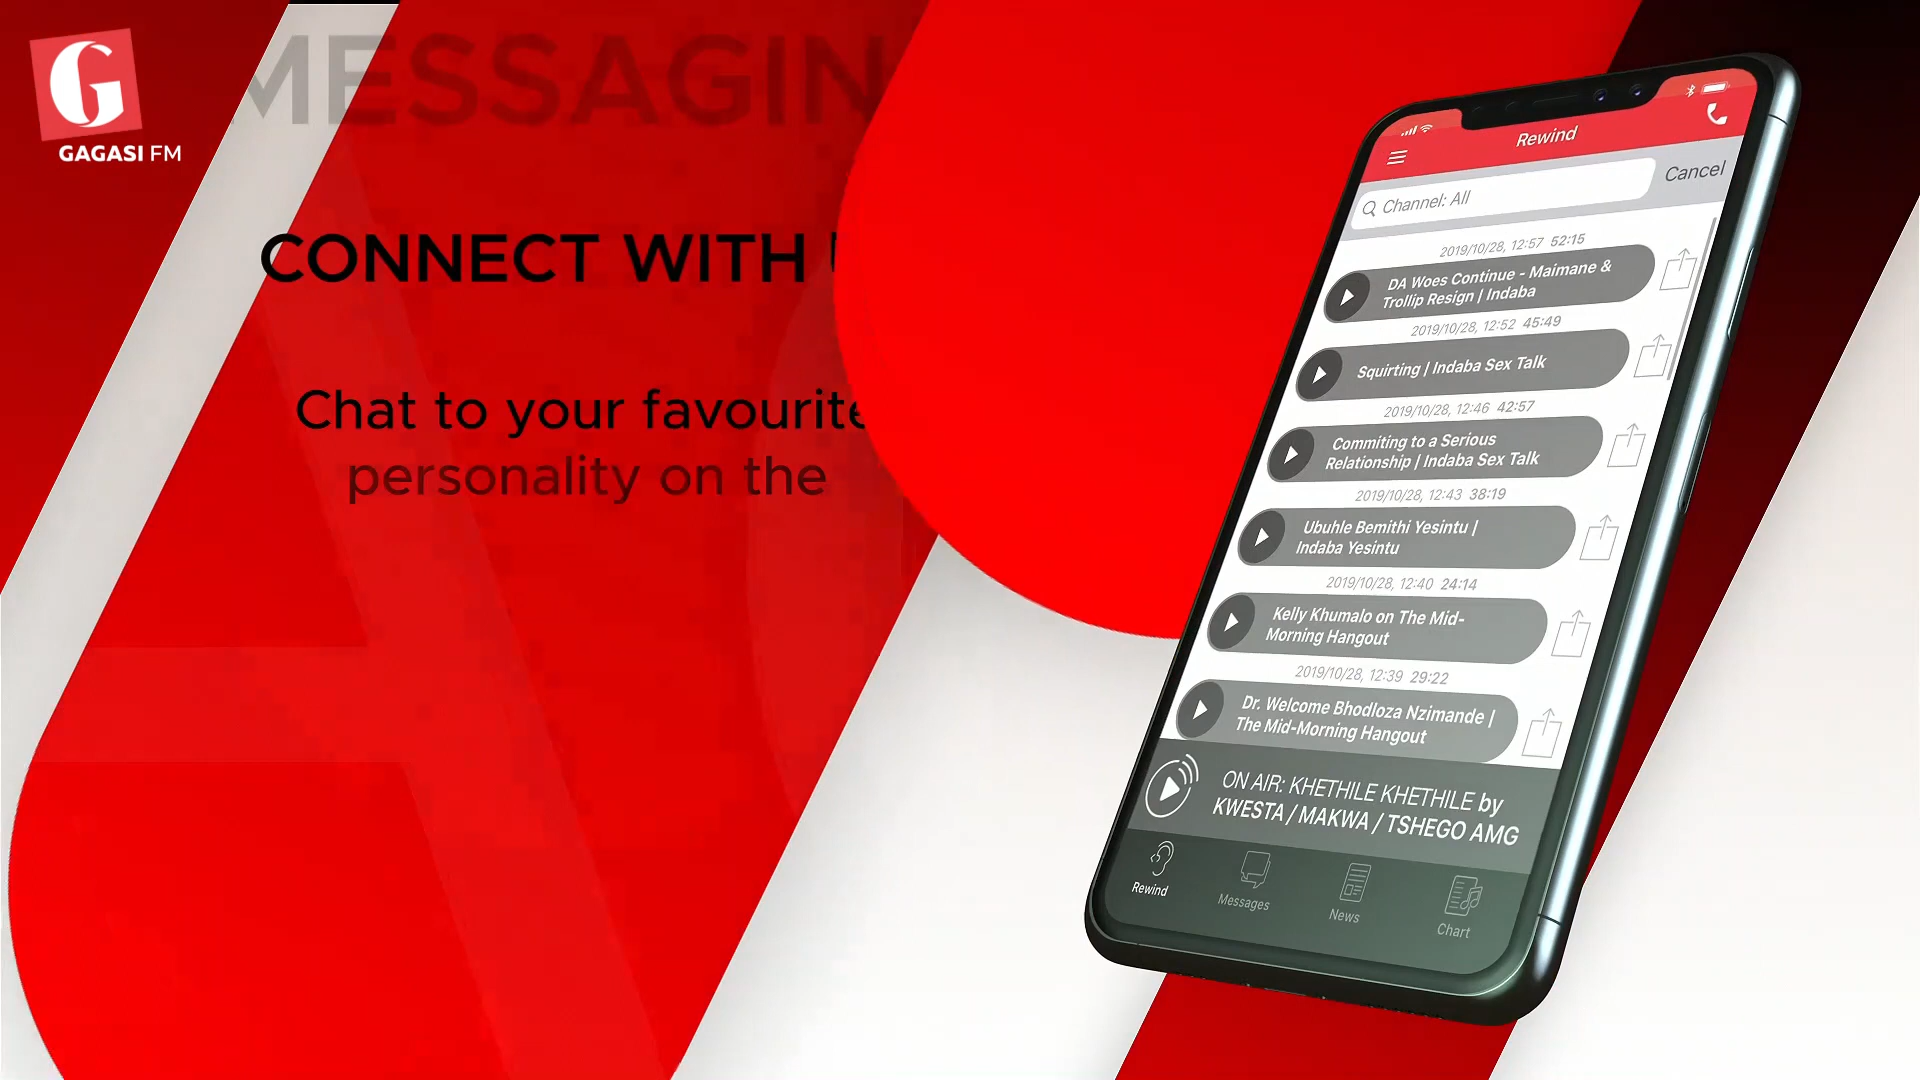 GAGASI FM
MESSAGIN
CONNECT WITH
Chat to your favourite
personality on the
Rewind
Channel: All
Cancel
2019/10/28, 12:57 52:15
DA Woes Continue - Maimane &
Trollip Resign | Indaba
2019/10/28, 12:52 45:49
Squirting | Indaba Sex Talk
2019/10/28, 12:46 42:57
Commiting to a Serious
Relationship | Indaba Sex Talk
2019/10/28, 12:43 38:19
Ubuhle Bemithi Yesintu |
Indaba Yesintu
2019/10/28, 12:40 24:14
Kelly Khumalo on The Mid-
Morning Hangout
2019/10/28, 12:39 29:22
Dr. Welcome Bhodloza Nzimande |
The Mid-Morning Hangout
ON AIR: KHETHILE KHETHILE by
KWESTA / MAKWA / TSHEGO AMG
Rewind
Messages
News
Chart